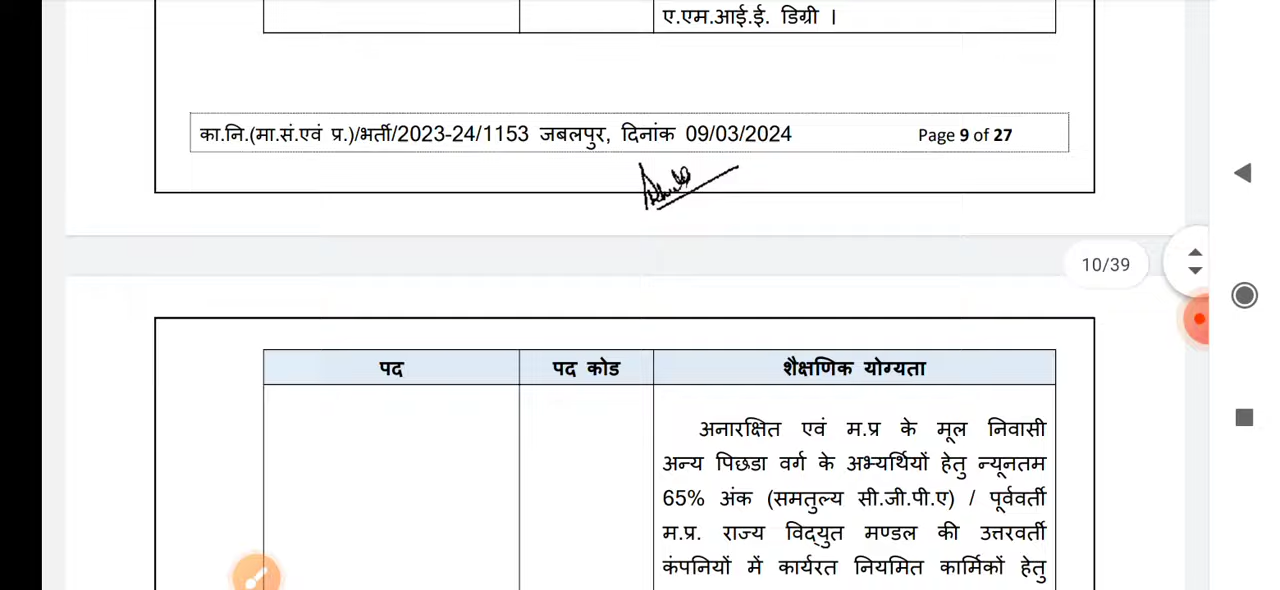 ए.एम.आई.ई. डिग्री ।
का.नि.(मा.सं.एवं प्र.)/भर्ती/2023-24/1153 जबलपुर, दिनांक 09/03/2024 Page 9 of 27
10/39
पद पद कोड शैक्षणिक योग्यता
अनारक्षित एवं म.प्र के मूल निवासी
अन्य पिछडा वर्ग के अभ्यर्थियों हेतु न्यूनतम
65% अंक (समतुल्य सी.जी.पी.ए) / पूर्ववर्ती
म.प्र. राज्य विद्युत मण्डल की उत्तरवर्ती
कंपनियों में कार्यरत नियमित कार्मिकों हेतु